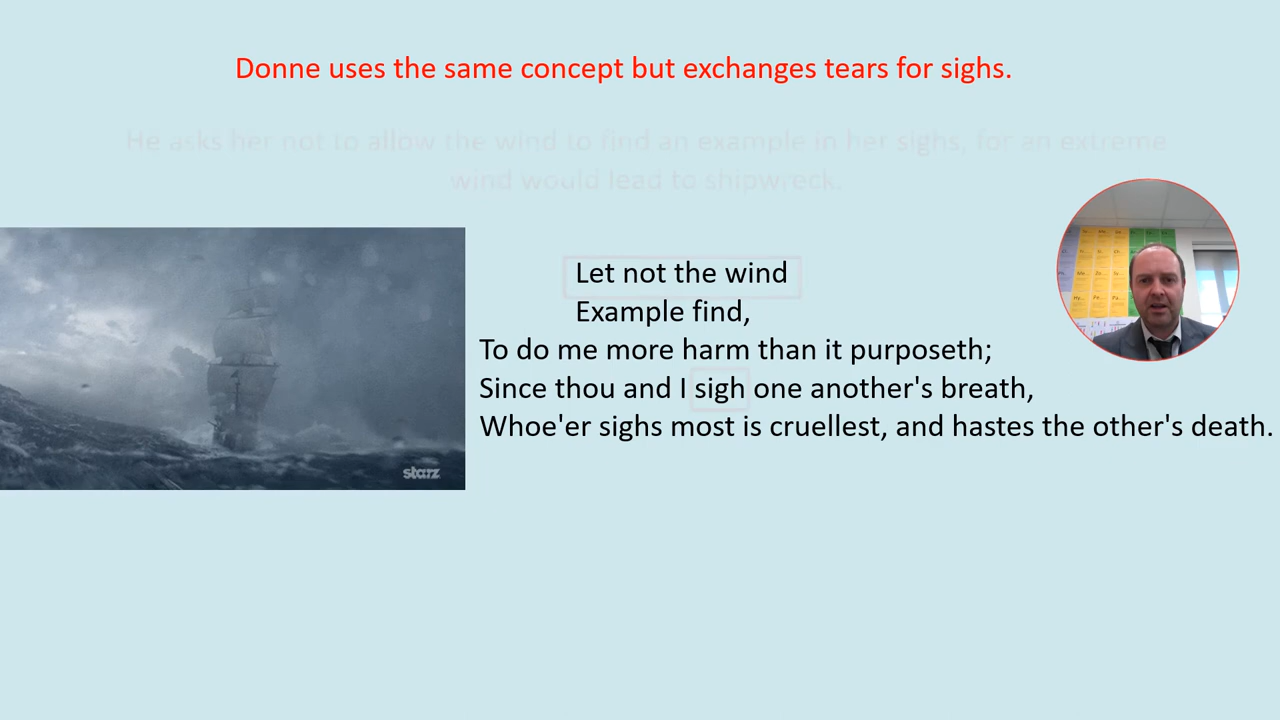 Donne uses the same concept but exchanges tears for sighs.
He asks her not to allow the wind to find an example in her sighs, for an extreme
wind would lead to shipwreck.
Let not the wind
Example find,
To do me more harm than it purposeth;
Since thou and I sigh one another's breath,
Whoe'er sighs most is cruellest, and hastes the other's death.
starz